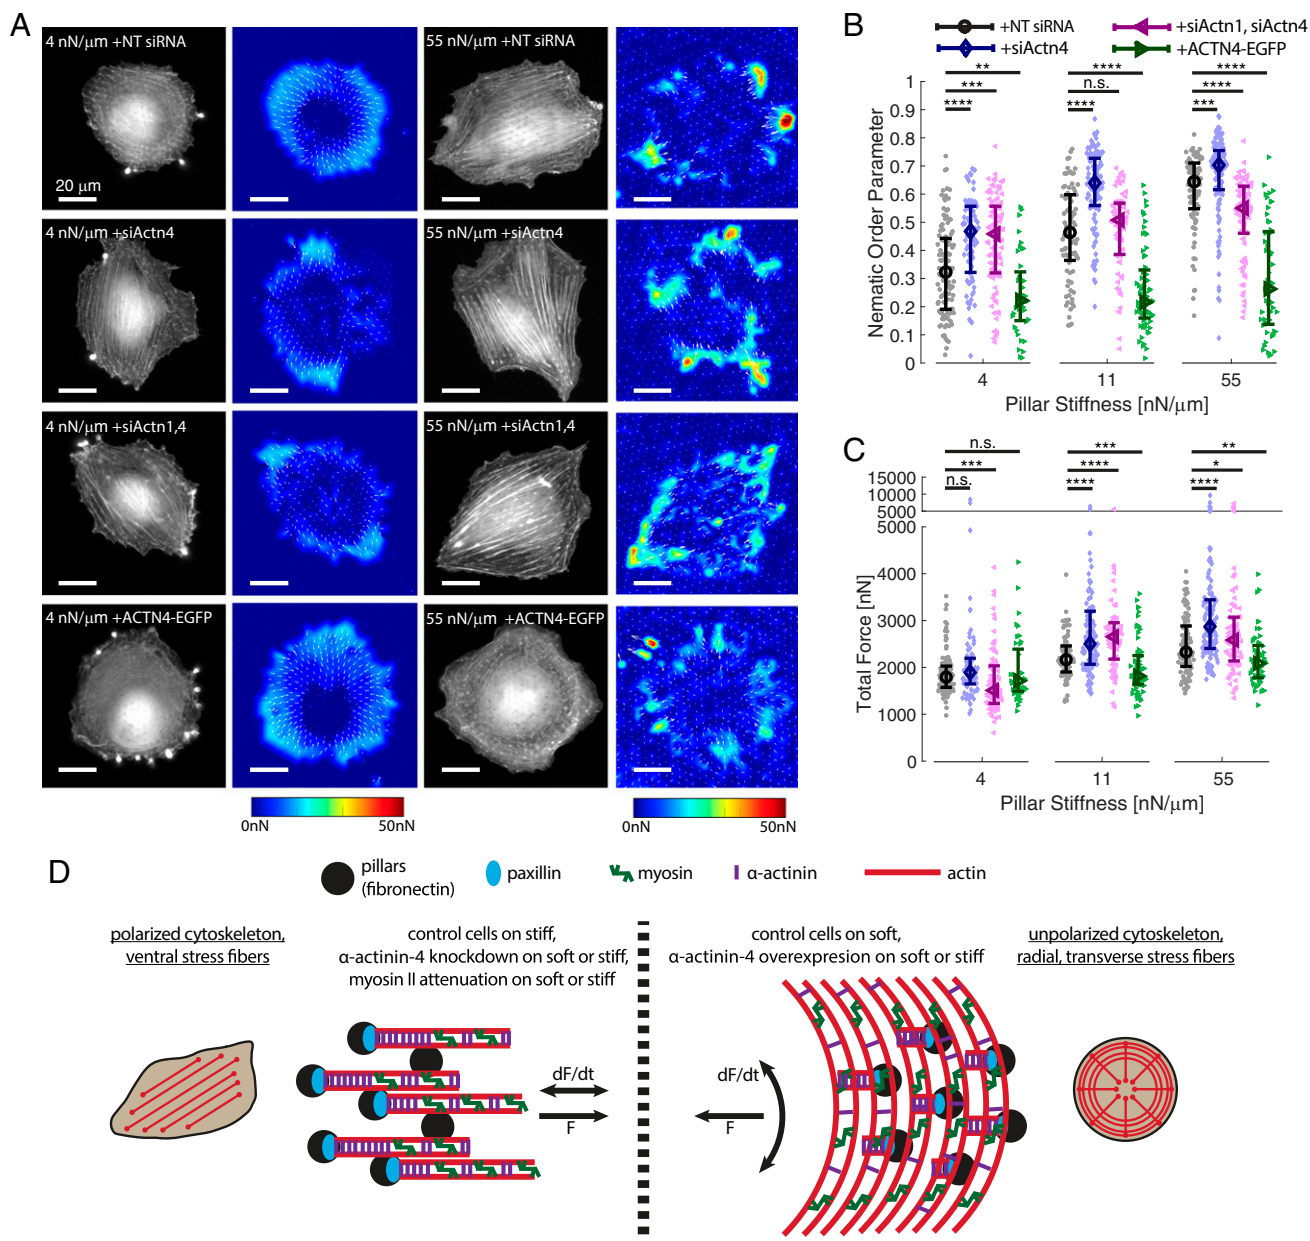 A
4 nN/µm +NT siRNA
55 nN/µm +NT siRNA
20 µm
4 nN/µm +siActn4
55 nN/µm +siActn4
4 nN/µm +siActn1,4
55 nN/µm +siActn1,4
4 nN/µm +ACTN4-EGFP
55 nN/µm +ACTN4-EGFP
0nN 50nN
0nN 50nN
B
+NT siRNA
+siActn1, siActn4
+siActn4
+ACTN4-EGFP
** **** ****
*** n.s. ****
**** **** ***
1
0.9
0.8
0.7
0.6
0.5
0.4
0.3
0.2
0.1
0
Nematic Order Parameter
4 11 55
Pillar Stiffness [nN/µm]
C
n.s. *** **
*** **** *
n.s. **** ****
15000
10000
5000
4000
3000
2000
1000
0
Total Force [nN]
4 11 55
Pillar Stiffness [nN/µm]
D
pillars
(fibronectin)
paxillin
myosin
α-actinin
actin
polarized cytoskeleton,
ventral stress fibers
control cells on stiff,
α-actinin-4 knockdown on soft or stiff,
myosin II attenuation on soft or stiff
control cells on soft,
α-actinin-4 overexpresion on soft or stiff
unpolarized cytoskeleton,
radial, transverse stress fibers
dF/dt
F
dF/dt
F